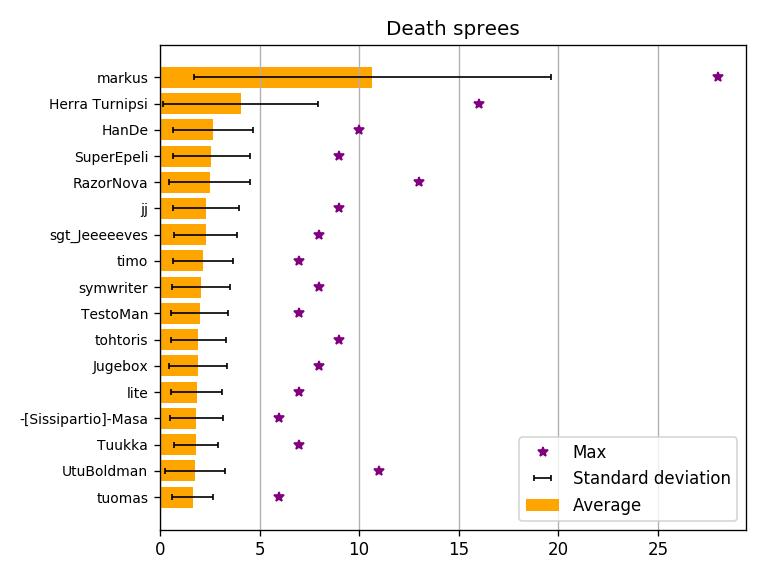 Death sprees
markus
Herra Turnipsi
HanDe
SuperEpeli
RazorNova
jj
sgt_Jeeeeeves
timo
symwriter
TestoMan
tohtoris
Jugebox
lite
-[Sissipartio]-Masa
Tuukka
UtuBoldman
tuomas
Max
Standard deviation
Average
0 5 10 15 20 25